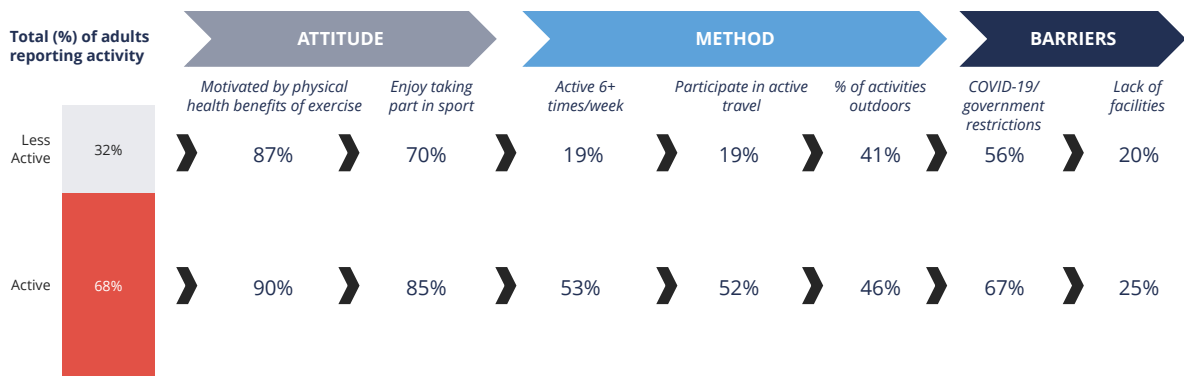 Total (%) of adults
reporting activity
ATTITUDE
METHOD
BARRIERS
Motivated by physical
health benefits of exercise
Enjoy taking
part in sport
Active 6+
times/week
Participate in active
travel
% of activities
outdoors
COVID-19/
government
restrictions
Lack of
facilities
Less
Active
32%
87%
70%
19%
19%
41%
56%
20%
Active
68%
90%
85%
53%
52%
46%
67%
25%